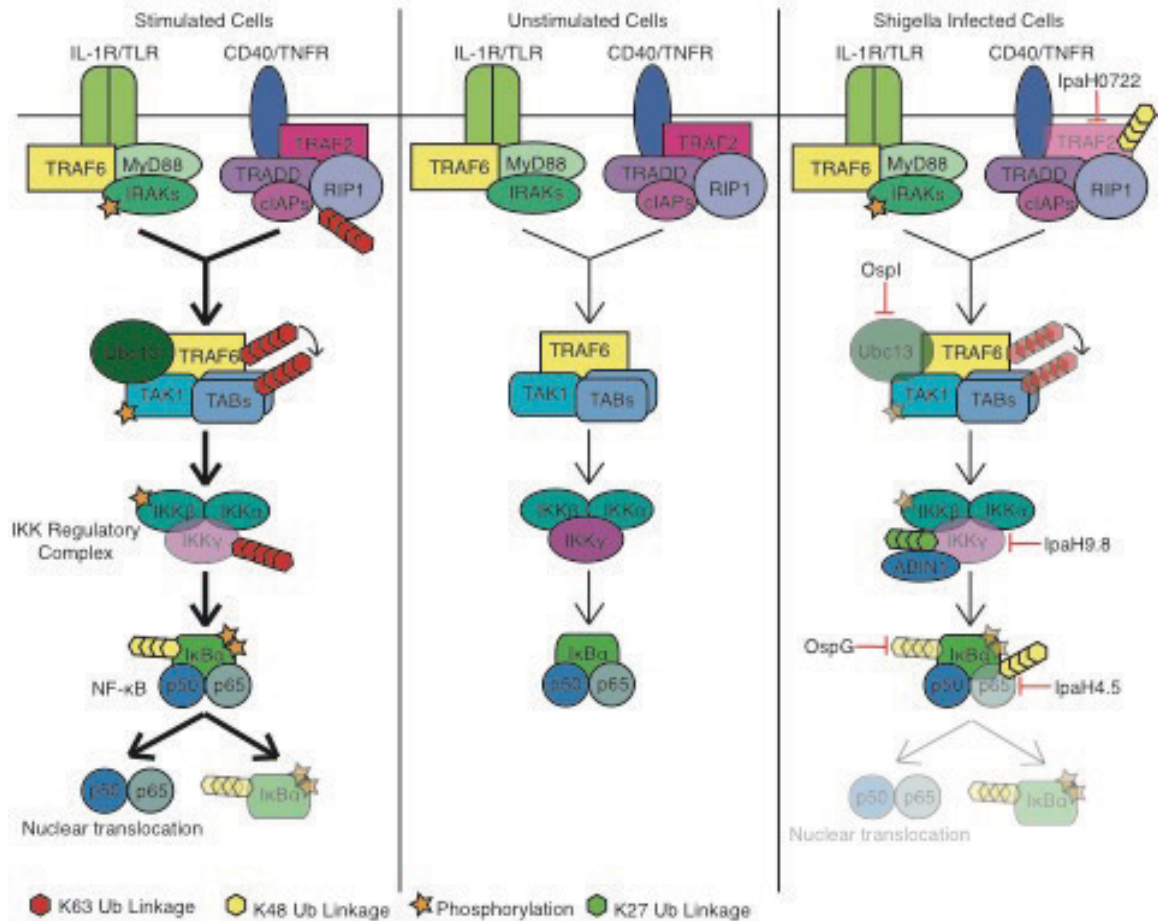 Stimulated Cells
IL-1R/TLR CD40/TNFR
TRAF6 MyD88 IRAKs
TRAF2 TRADD RIP1 cIAPs
Ubc13 TRAF6
TAK1 TABs
IKKβ IKKα
IKKγ
IKK Regulatory
Complex
IκBα
NF-κB p50 p65
p50 p65 IκBα
Nuclear translocation
Unstimulated Cells
IL-1R/TLR CD40/TNFR
TRAF6 MyD88 IRAKs
TRAF2 TRADD RIP1 cIAPs
TRAF6
TAK1 TABs
IKKβ IKKα
IKKγ
IκBα
p50 p65
Shigella Infected Cells
IL-1R/TLR CD40/TNFR
IpaH0722
TRAF6 MyD88 IRAKs
TRAF2 TRADD RIP1 cIAPs
OspI
Ubc13 TRAF6
TAK1 TABs
IKKβ IKKα
IKKγ IpaH9.8
ABIN1
OspG IκBα
p50 p65 IpaH4.5
p50 p65 IκBα
Nuclear translocation
K63 Ub Linkage K48 Ub Linkage Phosphorylation K27 Ub Linkage